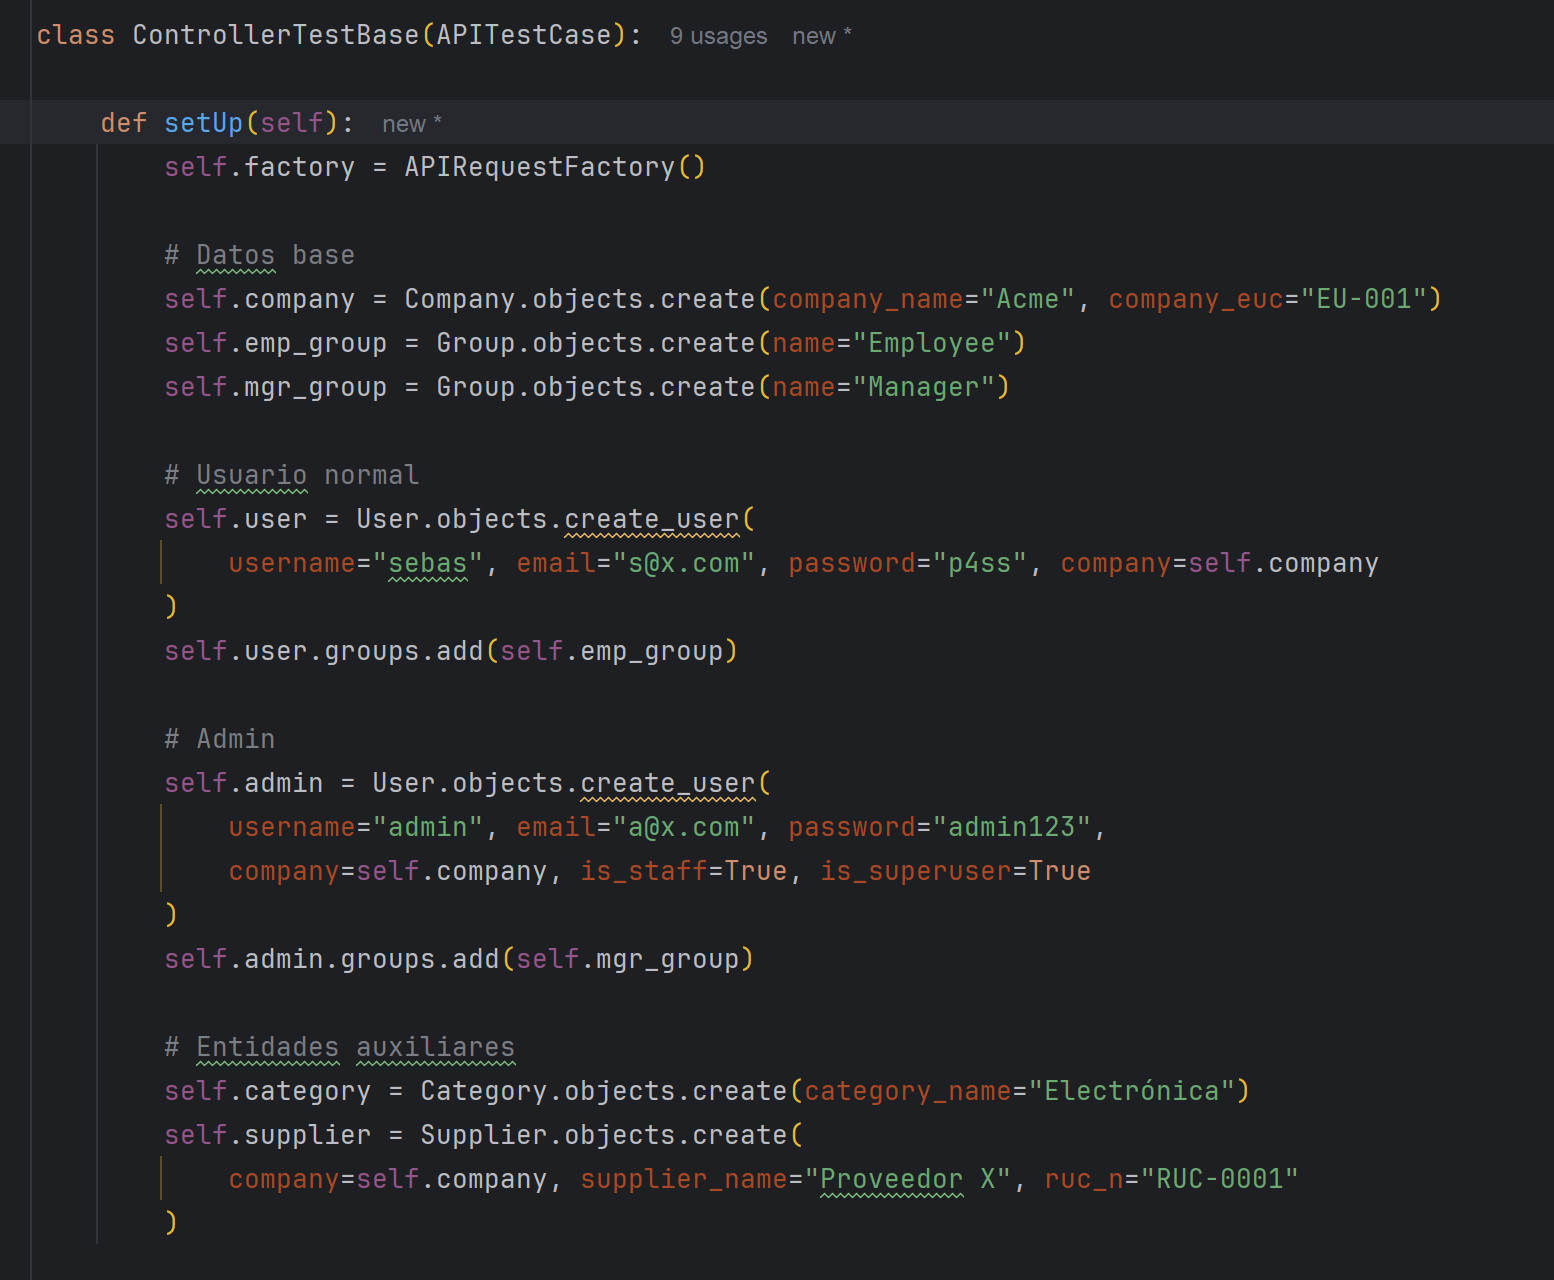 class ControllerTestBase(APITestCase):  9 usages  new *
def setUp(self):  new *
self.factory = APIRequestFactory()
# Datos base
self.company = Company.objects.create(company_name="Acme", company_euc="EU-001")
self.emp_group = Group.objects.create(name="Employee")
self.mgr_group = Group.objects.create(name="Manager")
# Usuario normal
self.user = User.objects.create_user(
username="sebas", email="s@x.com", password="p4ss", company=self.company
)
self.user.groups.add(self.emp_group)
# Admin
self.admin = User.objects.create_user(
username="admin", email="a@x.com", password="admin123",
company=self.company, is_staff=True, is_superuser=True
)
self.admin.groups.add(self.mgr_group)
# Entidades auxiliares
self.category = Category.objects.create(category_name="Electrónica")
self.supplier = Supplier.objects.create(
company=self.company, supplier_name="Proveedor X", ruc_n="RUC-0001"
)